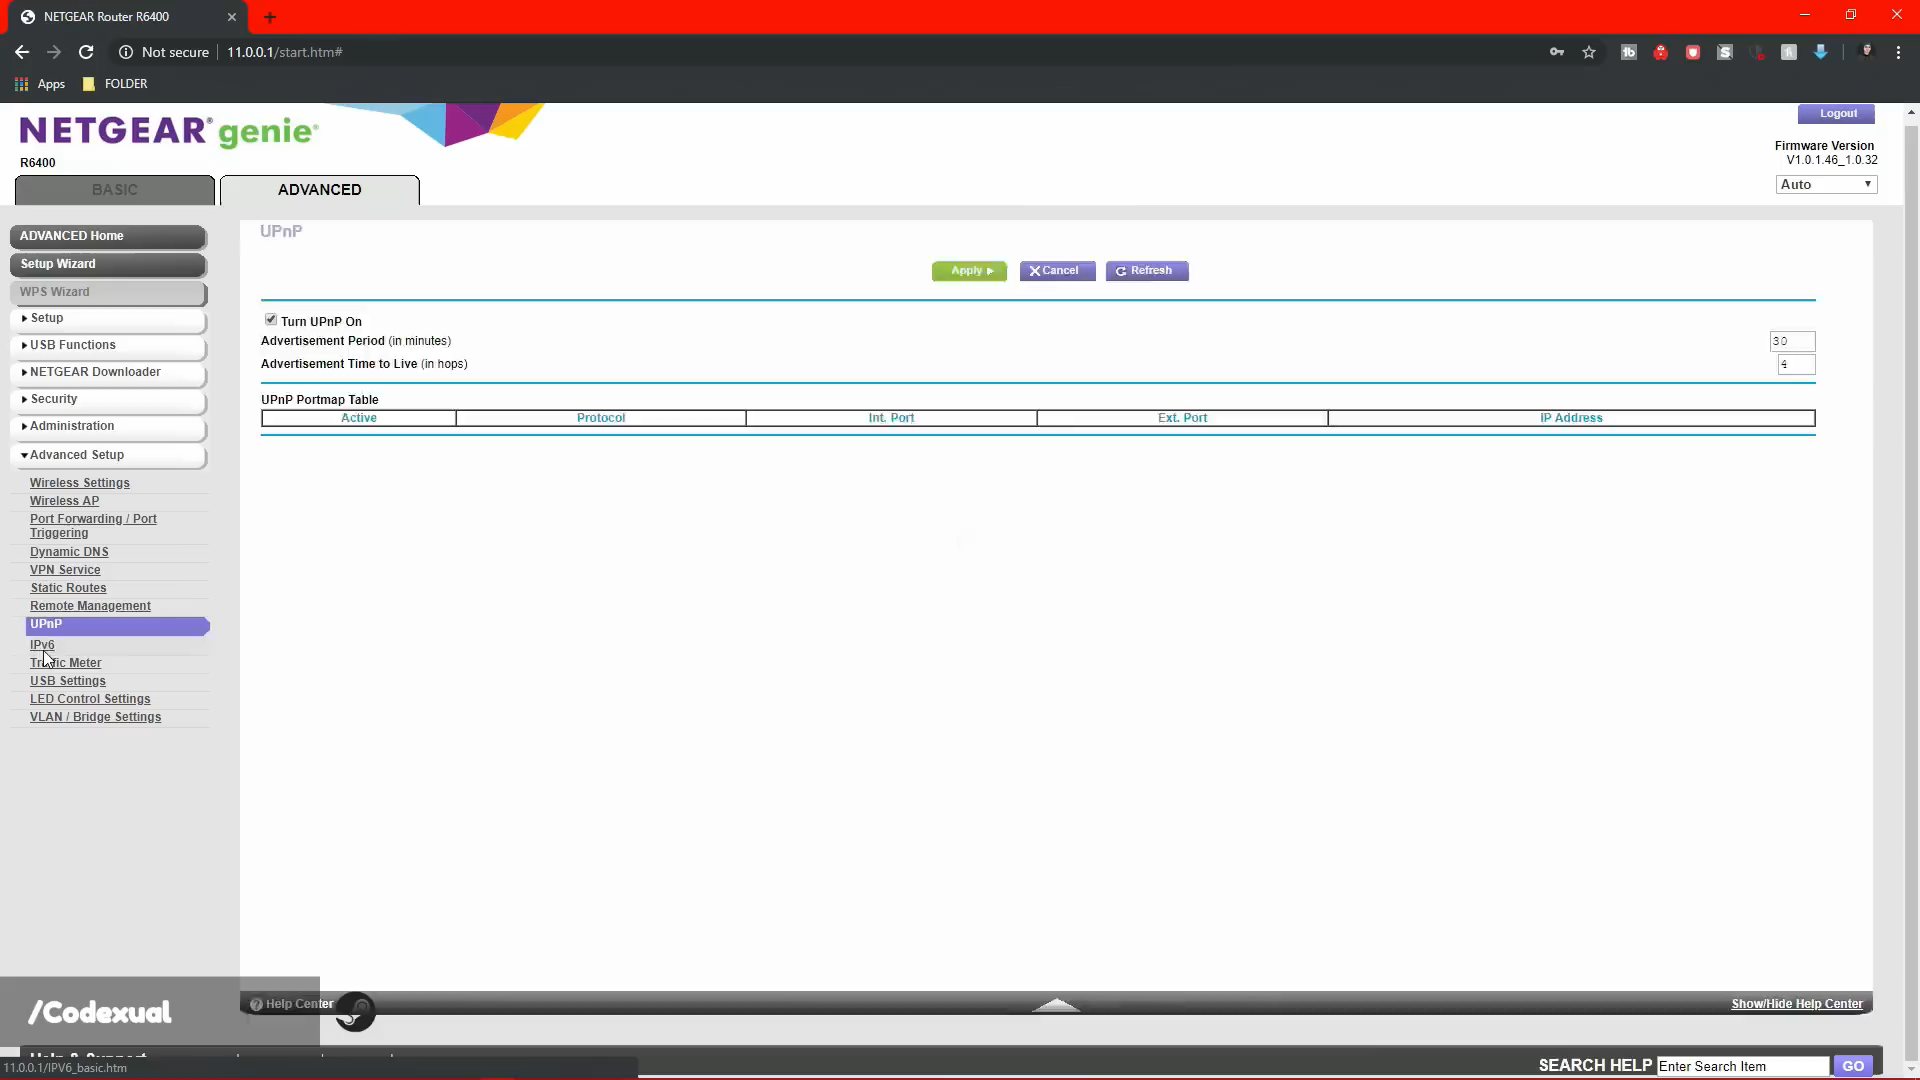 NETGEAR Router R6400
Not secure | 11.0.0.1/start.htm#
Apps FOLDER
NETGEAR® genie®
R6400
Logout
Firmware Version
V1.0.1.46_1.0.32
Auto
BASIC
ADVANCED
ADVANCED Home
Setup Wizard
WPS Wizard
Setup
USB Functions
NETGEAR Downloader
Security
Administration
Advanced Setup
Wireless Settings
Wireless AP
Port Forwarding / Port
Triggering
Dynamic DNS
VPN Service
Static Routes
Remote Management
UPnP
IPv6
Traffic Meter
USB Settings
LED Control Settings
VLAN / Bridge Settings
UPnP
Apply
Cancel
Refresh
Turn UPnP On
Advertisement Period (in minutes) 30
Advertisement Time to Live (in hops) 4
UPnP Portmap Table
Active Protocol Int. Port Ext. Port IP Address
/Codexual
Help Center
Show/Hide Help Center
Help & Support
SEARCH HELP Enter Search Item GO
11.0.0.1/IPV6_basic.htm